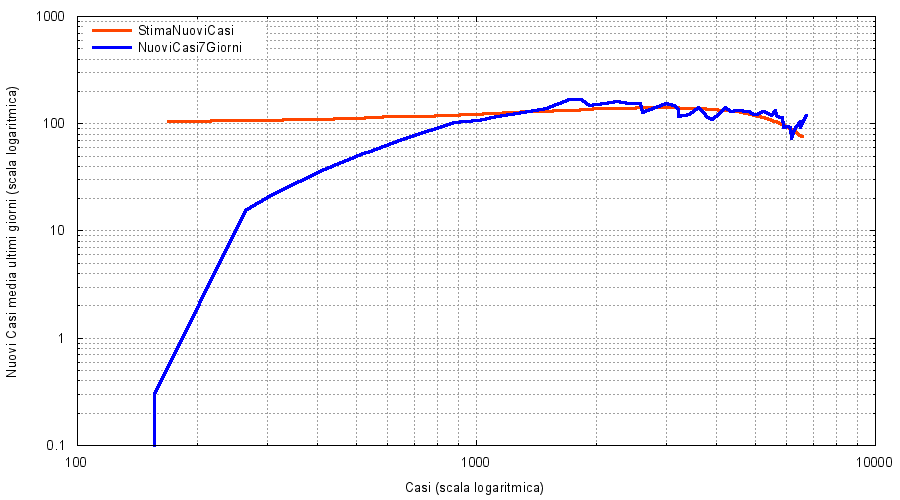 1000
StimaNuoviCasi
NuoviCasi7Giorni
100
10
1
0.1
Nuovi Casi media ultimi giorni (scala logaritmica)
100
1000
10000
Casi (scala logaritmica)